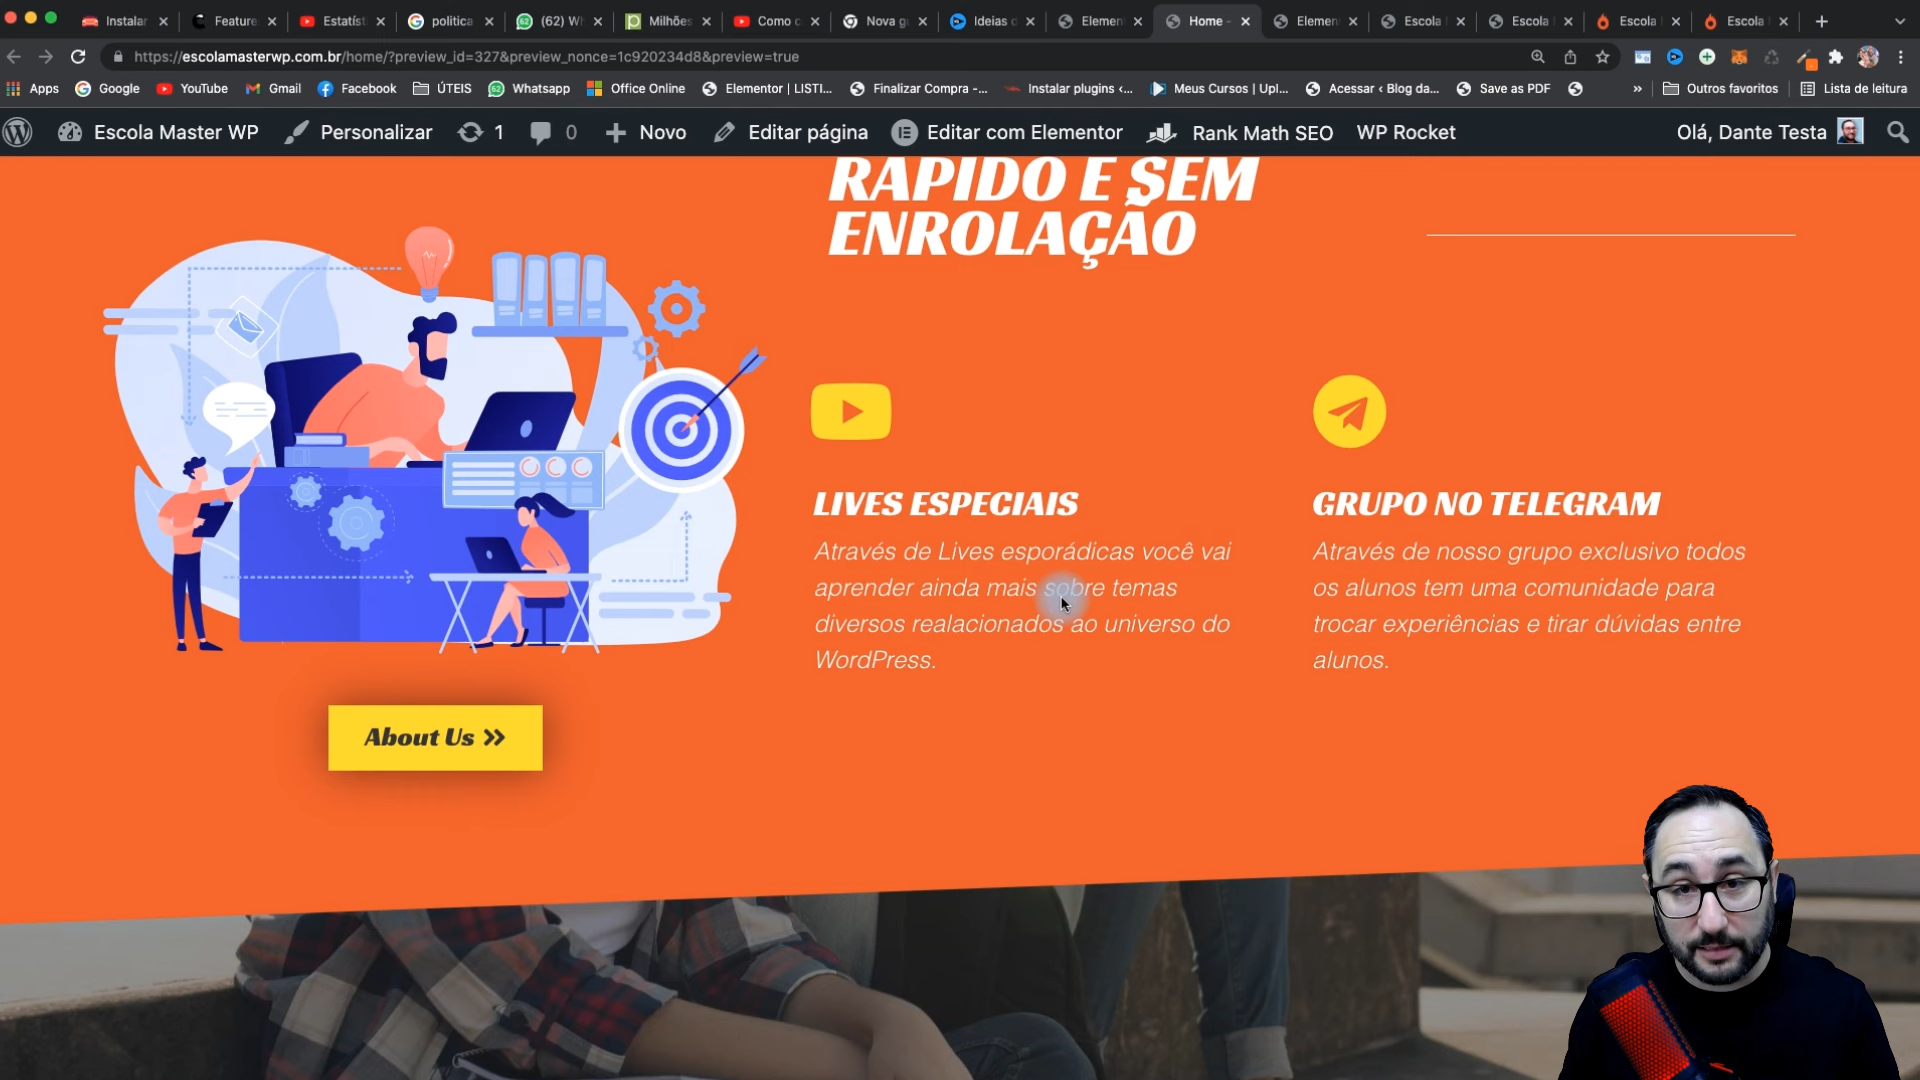 Instalar
Feature
Estatíst
politica
(62) W
Milhões
Como c
Nova g
Ideias d
Elemen
Home -
Elemen
Escola
Escola
Escola
Escola
https://escolamasterwp.com.br/home/?preview_id=327&preview_nonce=1c920234d8&preview=true
Apps
Google
YouTube
Gmail
Facebook
ÚTEIS
Whatsapp
Office Online
Elementor | LISTI...
Finalizar Compra -...
Instalar plugins ‹...
Meus Cursos | Upl...
Acessar ‹ Blog da...
Save as PDF
»
Outros favoritos
Lista de leitura
Escola Master WP
Personalizar
1
0
Novo
Editar página
Editar com Elementor
Rank Math SEO
WP Rocket
Olá, Dante Testa
RÁPIDO E SEM
ENROLAÇÃO
LIVES ESPECIAIS
Através de Lives esporádicas você vai
aprender ainda mais sobre temas
diversos realacionados ao universo do
WordPress.
GRUPO NO TELEGRAM
Através de nosso grupo exclusivo todos
os alunos tem uma comunidade para
trocar experiências e tirar dúvidas entre
alunos.
About Us »